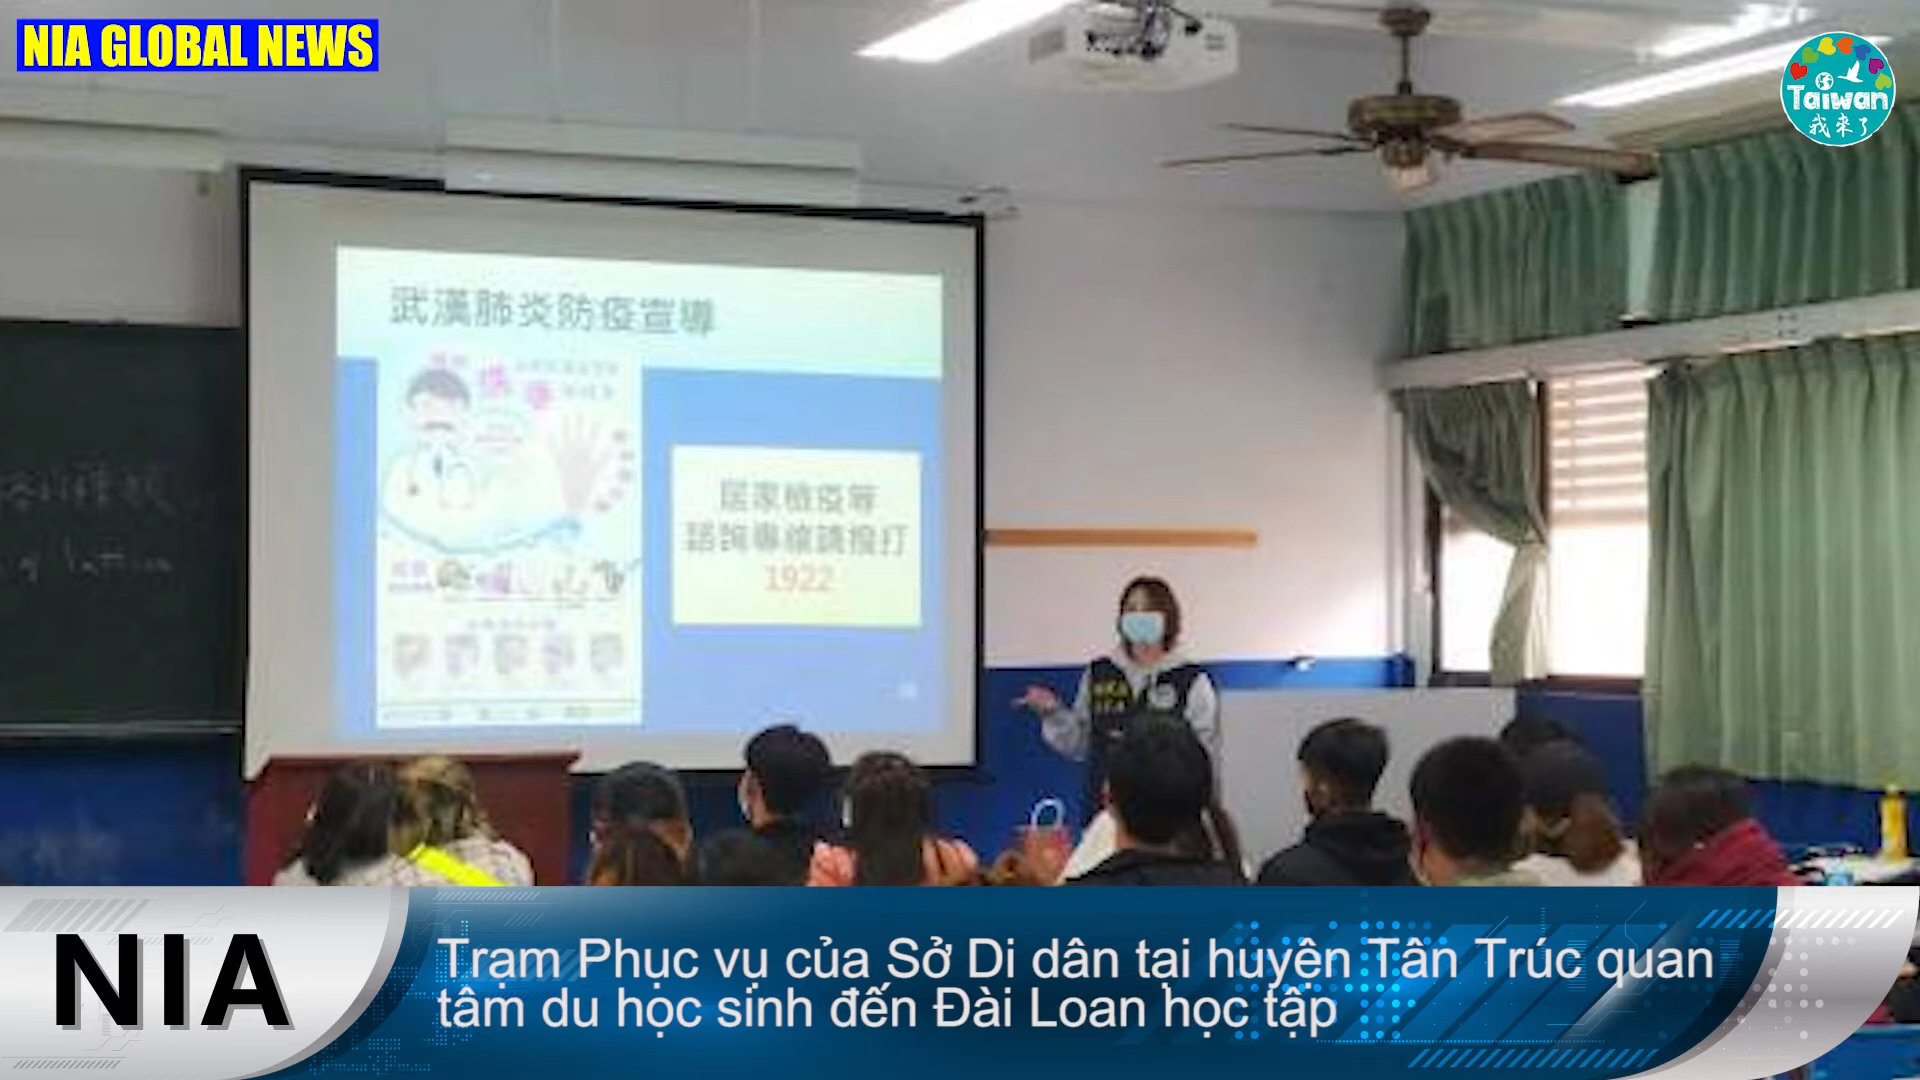 NIA GLOBAL NEWS
Taiwan
我來了
武漢肺炎防疫宣導
居家檢疫等
諮詢專線請撥打
1922
NIA
Trạm Phục vụ của Sở Di dân tại huyện Tân Trúc quan
tâm du học sinh đến Đài Loan học tập